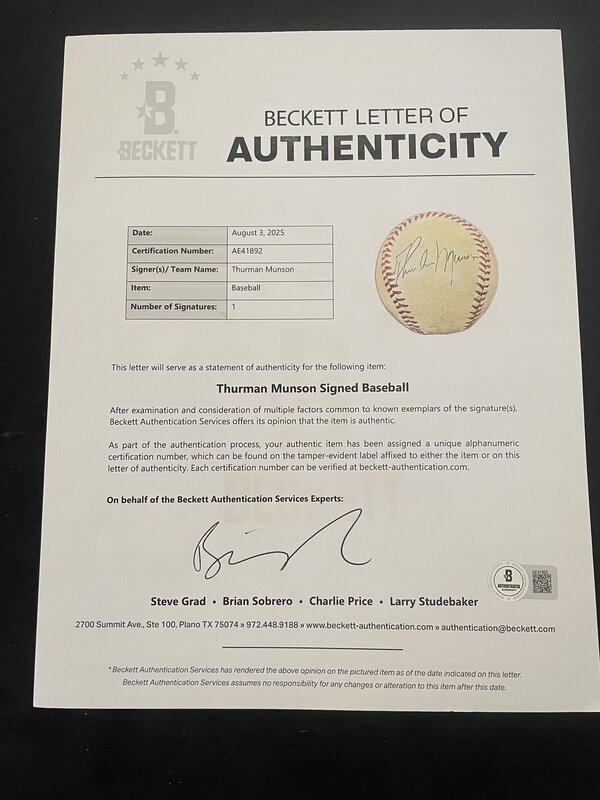 BECKETT
BECKETT LETTER OF
AUTHENTICITY
Date: August 3, 2025
Certification Number: AE41892
Signer(s)/ Team Name: Thurman Munson
Item: Baseball
Number of Signatures: 1
Thurman Munson
This letter will serve as a statement of authenticity for the following item:
Thurman Munson Signed Baseball
After examination and consideration of multiple factors common to known exemplars of the signature(s),
Beckett Authentication Services offers its opinion that the item is authentic.
As part of the authentication process, your authentic item has been assigned a unique alphanumeric
certification number, which can be found on the tamper-evident label affixed to either the item or on this
letter of authenticity. Each certification number can be verified at beckett-authentication.com.
On behalf of the Beckett Authentication Services Experts:
Steve Grad • Brian Sobrero • Charlie Price • Larry Studebaker
2700 Summit Ave., Ste 100, Plano TX 75074 » 972.448.9188 » www.beckett-authentication.com » authentication@beckett.com
AE41892
* Beckett Authentication Services has rendered the above opinion on the pictured item as of the date indicated on this letter.
Beckett Authentication Services assumes no responsibility for any changes or alteration to this item after this date.